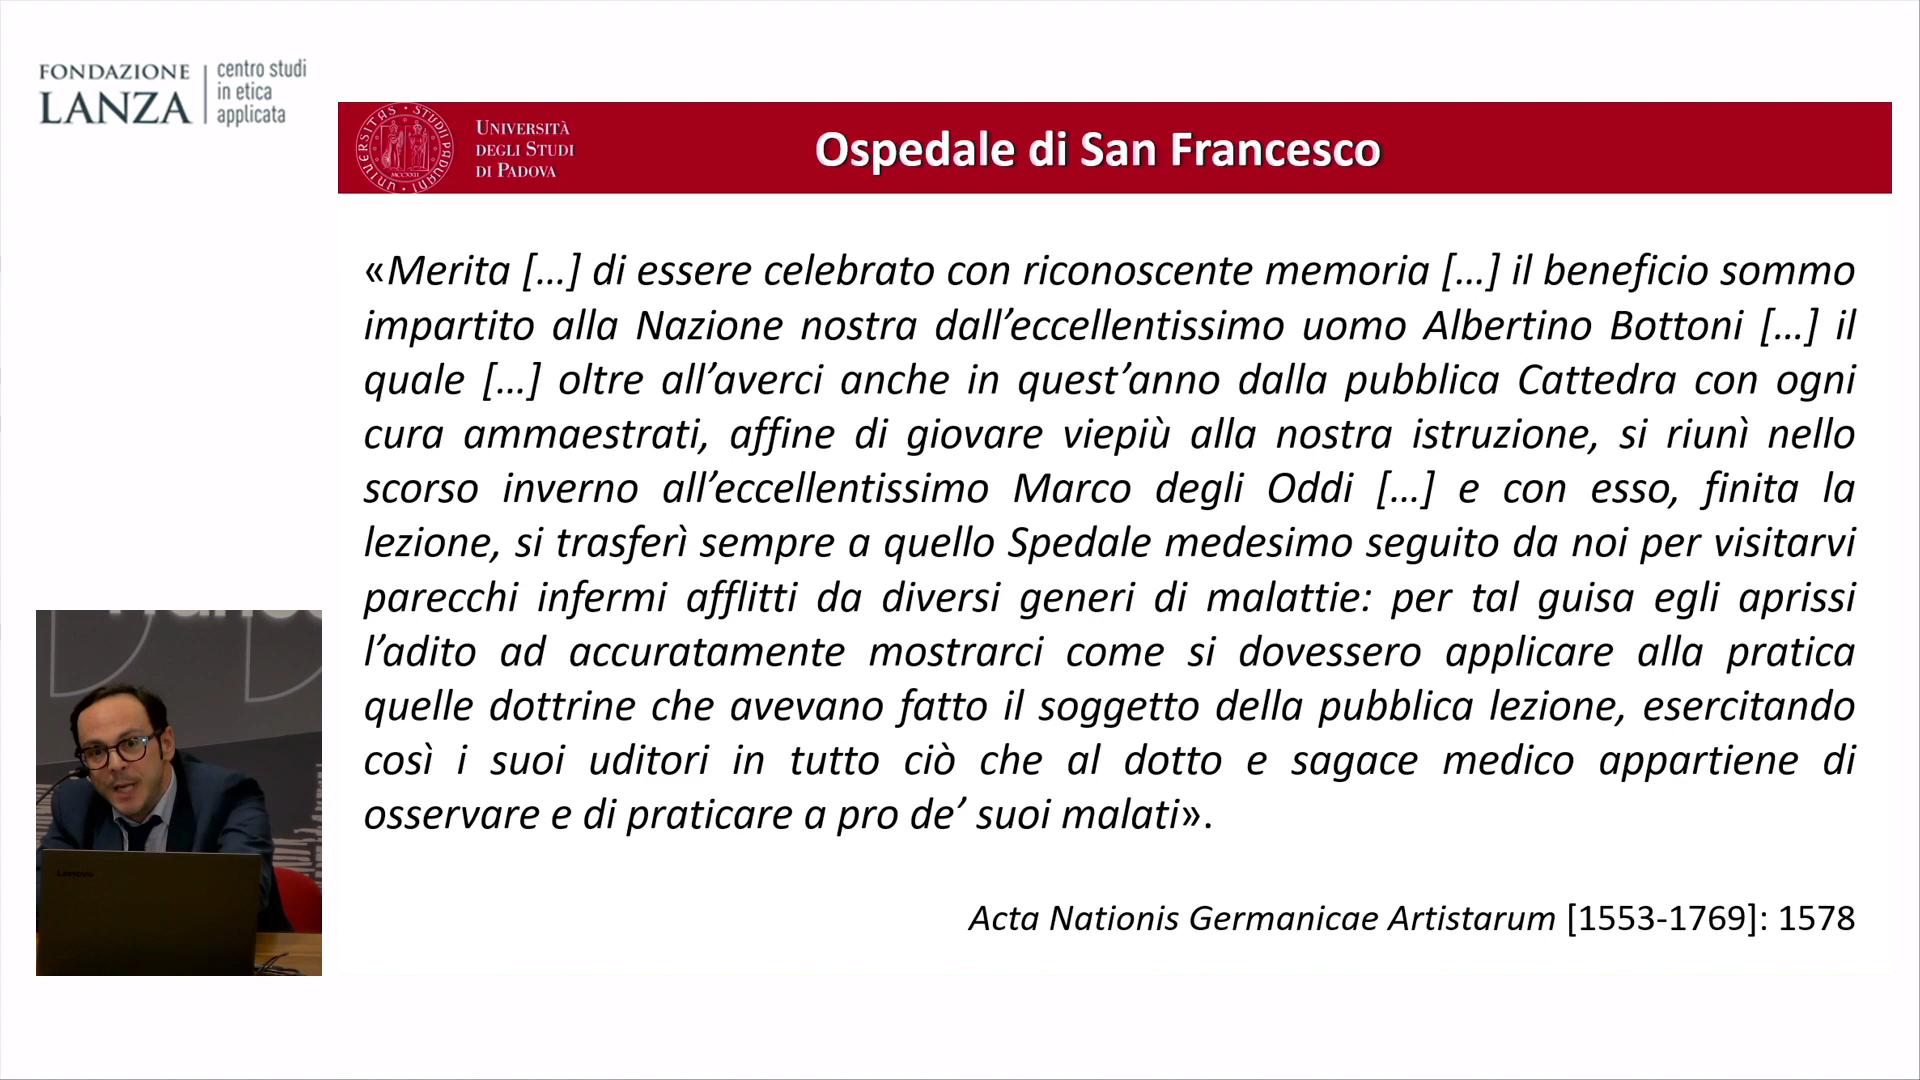 FONDAZIONE
LANZA
centro studi
in etica
applicata
UNIVERSITÀ
DEGLI STUDI
DI PADOVA
Ospedale di San Francesco
«Merita [...] di essere celebrato con riconoscente memoria [...] il beneficio sommo
impartito alla Nazione nostra dall’eccellentissimo uomo Albertino Bottoni [...] il
quale [...] oltre all’averci anche in quest’anno dalla pubblica Cattedra con ogni
cura ammaestrati, affine di giovare viepiù alla nostra istruzione, si riunì nello
scorso inverno all’eccellentissimo Marco degli Oddi [...] e con esso, finita la
lezione, si trasferì sempre a quello Spedale medesimo seguito da noi per visitarvi
parecchi infermi afflitti da diversi generi di malattie: per tal guisa egli aprissi
l’adito ad accuratamente mostrarci come si dovessero applicare alla pratica
quelle dottrine che avevano fatto il soggetto della pubblica lezione, esercitando
così i suoi uditori in tutto ciò che al dotto e sagace medico appartiene di
osservare e di praticare a pro de’ suoi malati».
Acta Nationis Germanicae Artistarum [1553-1769]: 1578
Lenovo